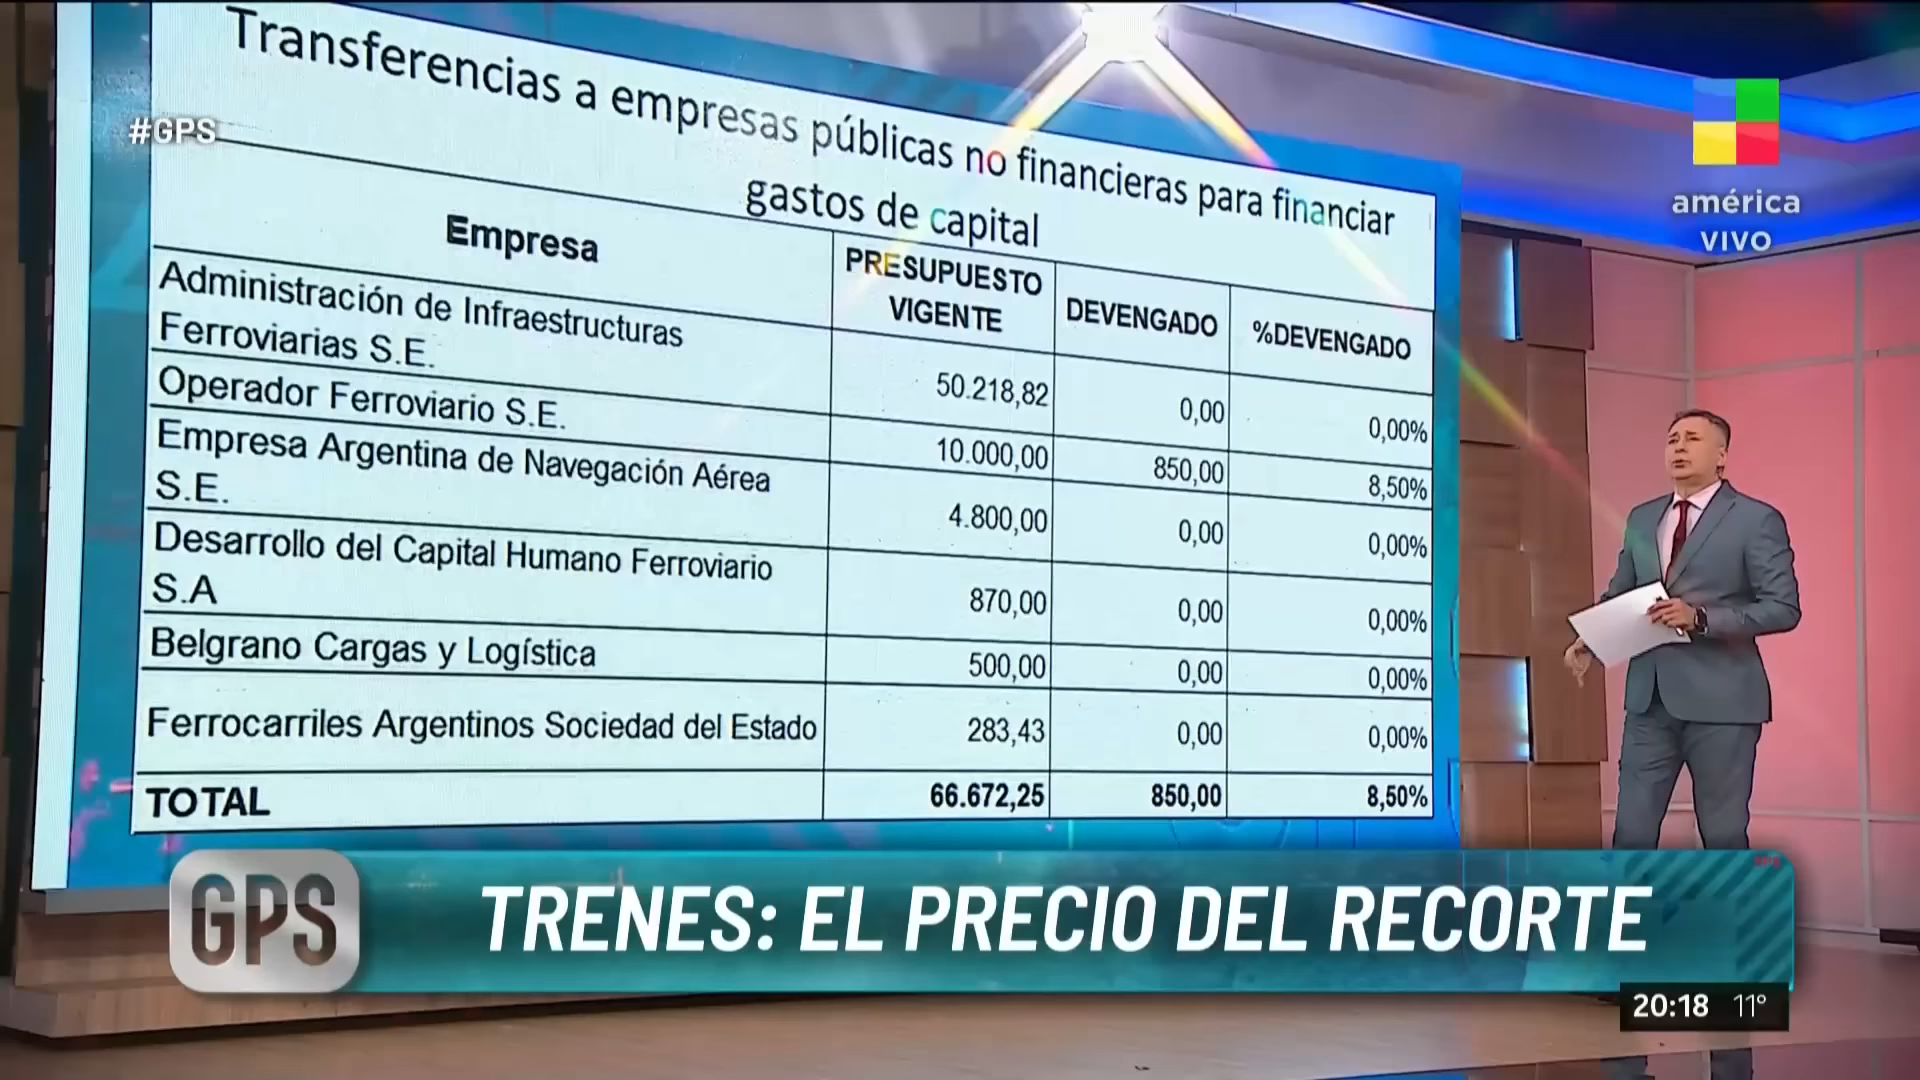 Transferencias a empresas públicas no financieras para financiar
gastos de capital
#GPS
américa
VIVO
Empresa
PRESUPUESTO
VIGENTE
DEVENGADO
%DEVENGADO
Administración de Infraestructuras
Ferroviarias S.E.
50.218,82
0,00
0,00%
Operador Ferroviario S.E.
10.000,00
850,00
8,50%
Empresa Argentina de Navegación Aérea
S.E.
4.800,00
0,00
0,00%
Desarrollo del Capital Humano Ferroviario
S.A
870,00
0,00
0,00%
Belgrano Cargas y Logística
500,00
0,00
0,00%
Ferrocarriles Argentinos Sociedad del Estado
283,43
0,00
0,00%
TOTAL
66.672,25
850,00
8,50%
GPS
TRENES: EL PRECIO DEL RECORTE
20:18 11°